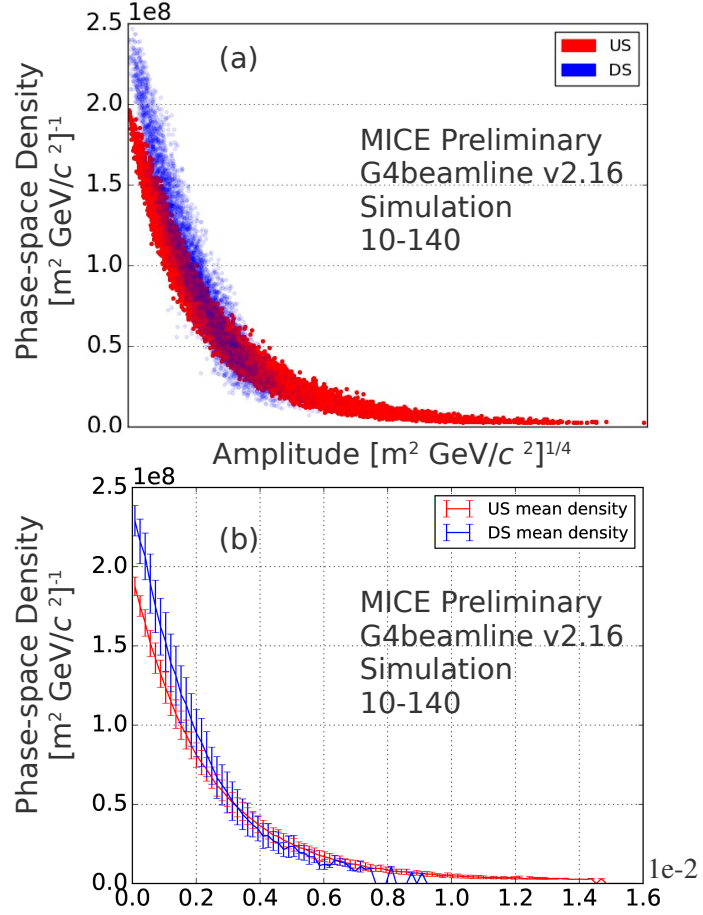 1e8
2.5
2.0
1.5
1.0
0.5
0.0
Phase-space Density
[m² GeV/c ²]⁻¹
(a)
US
DS
MICE Preliminary
G4beamline v2.16
Simulation
10-140
Amplitude [m² GeV/c ²]¹ᐟ⁴
1e8
2.5
2.0
1.5
1.0
0.5
0.0
Phase-space Density
[m² GeV/c ²]⁻¹
(b)
US mean density
DS mean density
MICE Preliminary
G4beamline v2.16
Simulation
10-140
1e-2
0.0 0.2 0.4 0.6 0.8 1.0 1.2 1.4 1.6